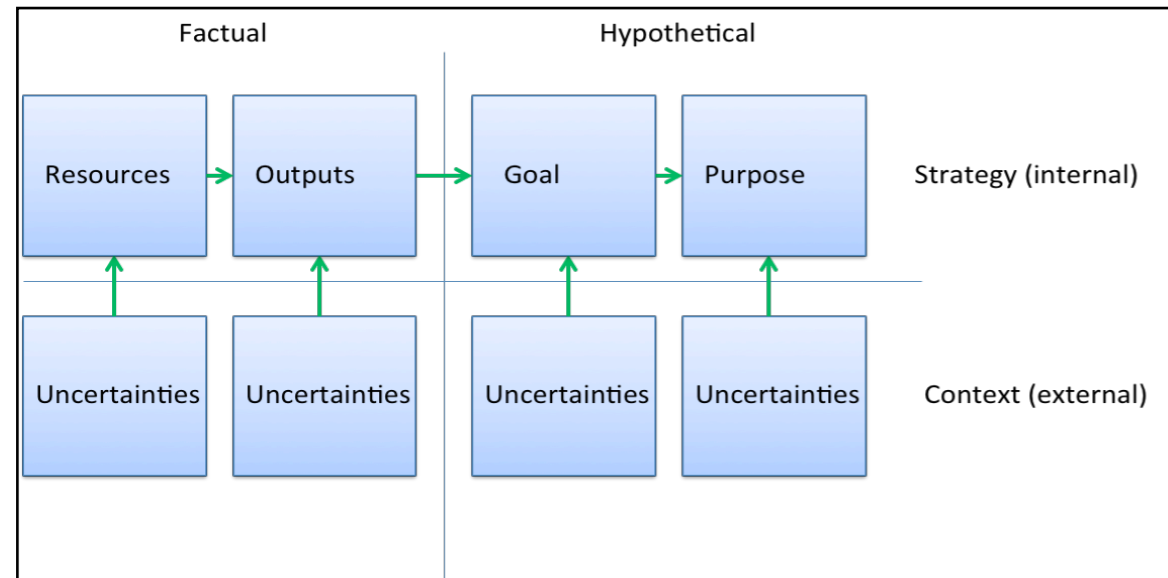 Factual
Hypothetical
Resources
Outputs
Goal
Purpose
Strategy (internal)
Uncertainties
Uncertainties
Uncertainties
Uncertainties
Context (external)